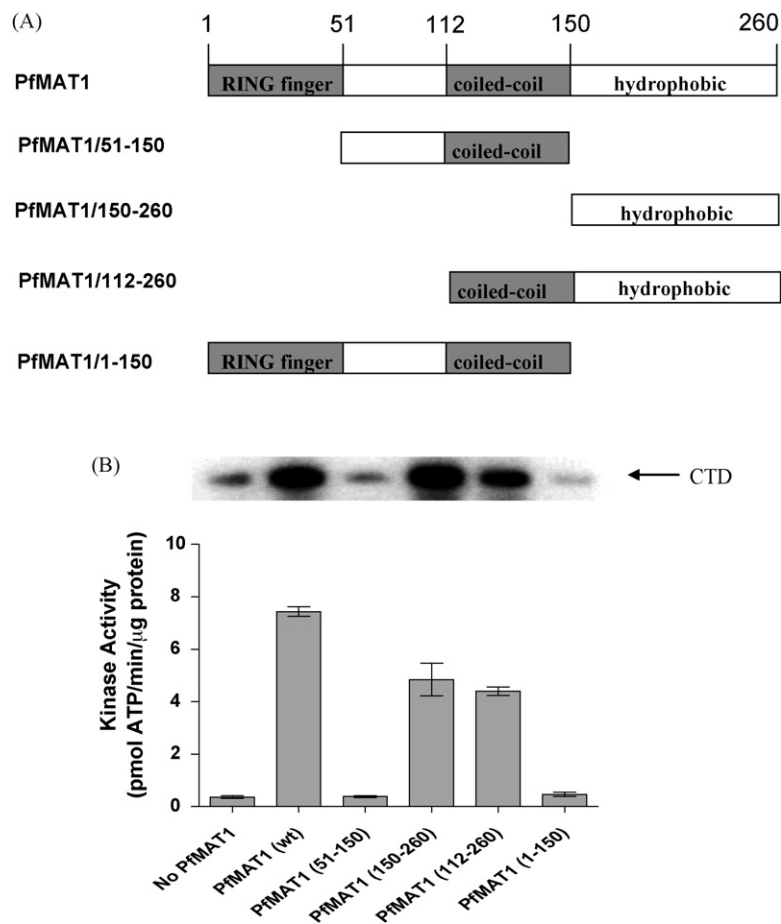 (A)
1 51 112 150 260
PfMAT1 RING finger coiled-coil hydrophobic
PfMAT1/51-150 coiled-coil
PfMAT1/150-260 hydrophobic
PfMAT1/112-260 coiled-coil hydrophobic
PfMAT1/1-150 RING finger coiled-coil
(B) CTD
Kinase Activity
(pmol ATP/min/μg protein)
10
8
6
4
2
0
No PfMAT1
PfMAT1 (wt)
PfMAT1 (51-150)
PfMAT1 (150-260)
PfMAT1 (112-260)
PfMAT1 (1-150)